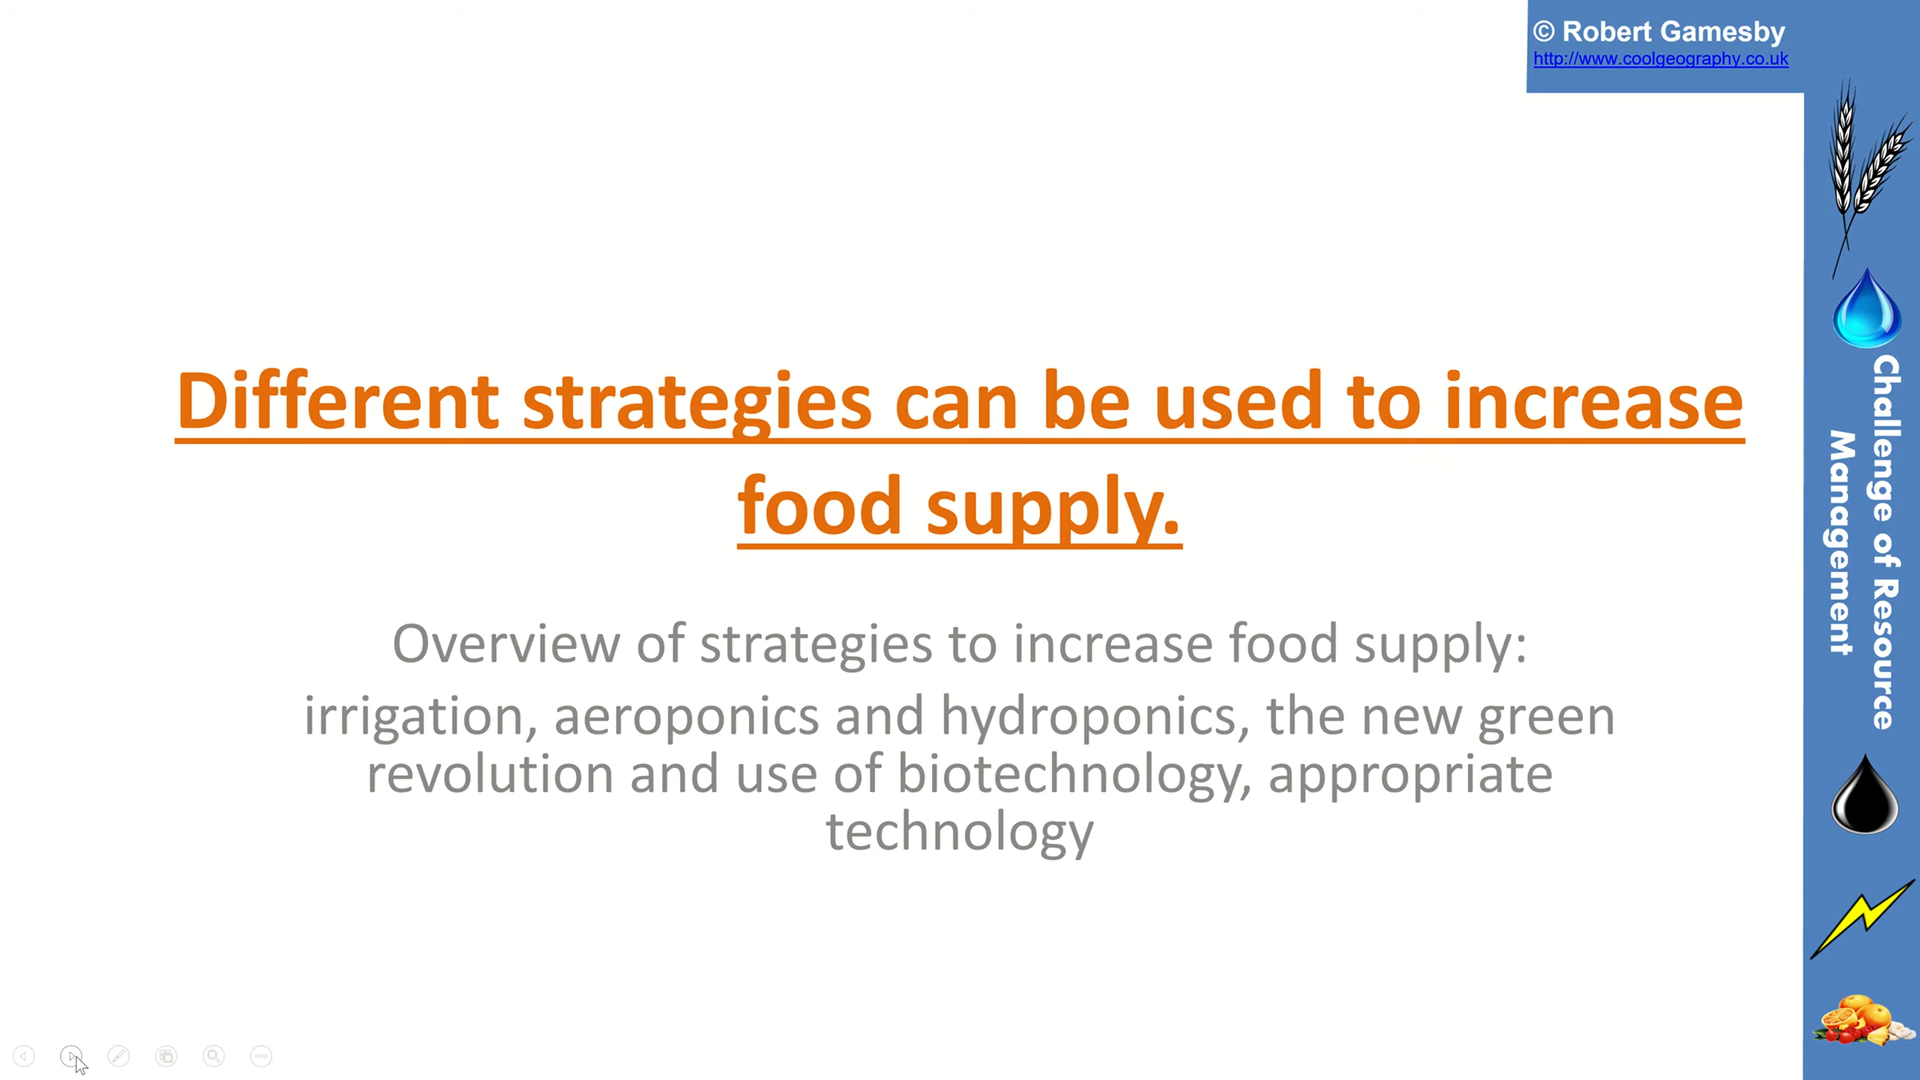 © Robert Gamesby
http://www.coolgeography.co.uk
Different strategies can be used to increase
food supply.
Overview of strategies to increase food supply:
irrigation, aeroponics and hydroponics, the new green
revolution and use of biotechnology, appropriate
technology
Challenge of Resource
Management